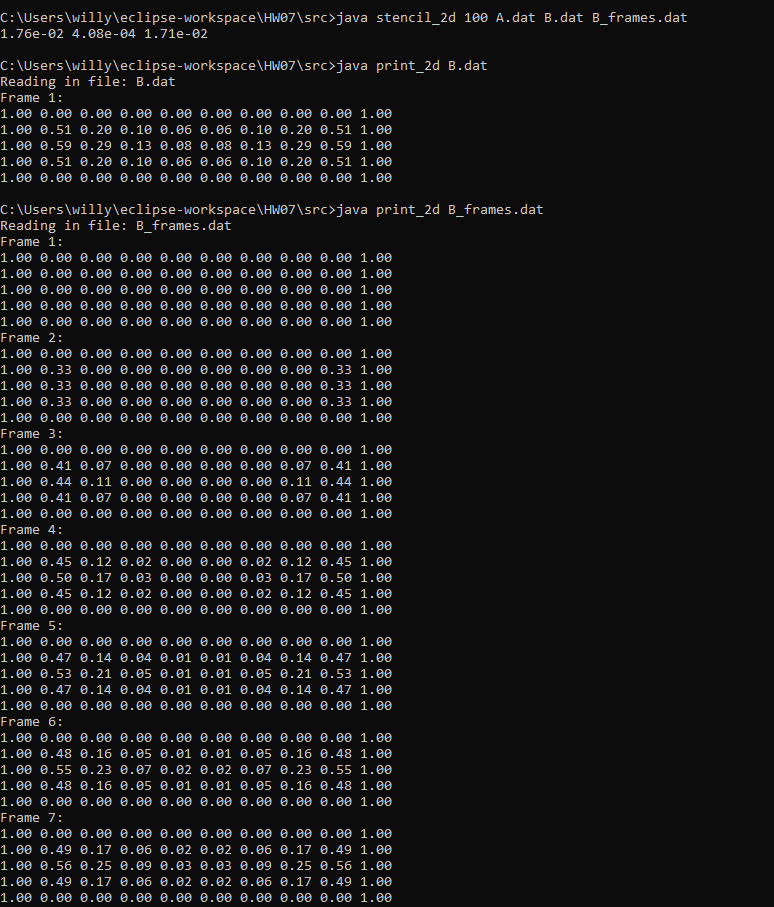 C:\Users\willy\eclipse-workspace\HW07\src>java stencil_2d 100 A.dat B.dat B_frames.dat
1.76e-02 4.08e-04 1.71e-02
C:\Users\willy\eclipse-workspace\HW07\src>java print_2d B.dat
Reading in file: B.dat
Frame 1:
1.00 0.00 0.00 0.00 0.00 0.00 0.00 0.00 0.00 1.00
1.00 0.51 0.20 0.10 0.06 0.06 0.10 0.20 0.51 1.00
1.00 0.59 0.29 0.13 0.08 0.08 0.13 0.29 0.59 1.00
1.00 0.51 0.20 0.10 0.06 0.06 0.10 0.20 0.51 1.00
1.00 0.00 0.00 0.00 0.00 0.00 0.00 0.00 0.00 1.00
C:\Users\willy\eclipse-workspace\HW07\src>java print_2d B_frames.dat
Reading in file: B_frames.dat
Frame 1:
1.00 0.00 0.00 0.00 0.00 0.00 0.00 0.00 0.00 1.00
1.00 0.00 0.00 0.00 0.00 0.00 0.00 0.00 0.00 1.00
1.00 0.00 0.00 0.00 0.00 0.00 0.00 0.00 0.00 1.00
1.00 0.00 0.00 0.00 0.00 0.00 0.00 0.00 0.00 1.00
1.00 0.00 0.00 0.00 0.00 0.00 0.00 0.00 0.00 1.00
Frame 2:
1.00 0.00 0.00 0.00 0.00 0.00 0.00 0.00 0.00 1.00
1.00 0.33 0.00 0.00 0.00 0.00 0.00 0.00 0.33 1.00
1.00 0.33 0.00 0.00 0.00 0.00 0.00 0.00 0.33 1.00
1.00 0.33 0.00 0.00 0.00 0.00 0.00 0.00 0.33 1.00
1.00 0.00 0.00 0.00 0.00 0.00 0.00 0.00 0.00 1.00
Frame 3:
1.00 0.00 0.00 0.00 0.00 0.00 0.00 0.00 0.00 1.00
1.00 0.41 0.07 0.00 0.00 0.00 0.00 0.07 0.41 1.00
1.00 0.44 0.11 0.00 0.00 0.00 0.00 0.11 0.44 1.00
1.00 0.41 0.07 0.00 0.00 0.00 0.00 0.07 0.41 1.00
1.00 0.00 0.00 0.00 0.00 0.00 0.00 0.00 0.00 1.00
Frame 4:
1.00 0.00 0.00 0.00 0.00 0.00 0.00 0.00 0.00 1.00
1.00 0.45 0.12 0.02 0.00 0.00 0.02 0.12 0.45 1.00
1.00 0.50 0.17 0.03 0.00 0.00 0.03 0.17 0.50 1.00
1.00 0.45 0.12 0.02 0.00 0.00 0.02 0.12 0.45 1.00
1.00 0.00 0.00 0.00 0.00 0.00 0.00 0.00 0.00 1.00
Frame 5:
1.00 0.00 0.00 0.00 0.00 0.00 0.00 0.00 0.00 1.00
1.00 0.47 0.14 0.04 0.01 0.01 0.04 0.14 0.47 1.00
1.00 0.53 0.21 0.05 0.01 0.01 0.05 0.21 0.53 1.00
1.00 0.47 0.14 0.04 0.01 0.01 0.04 0.14 0.47 1.00
1.00 0.00 0.00 0.00 0.00 0.00 0.00 0.00 0.00 1.00
Frame 6:
1.00 0.00 0.00 0.00 0.00 0.00 0.00 0.00 0.00 1.00
1.00 0.48 0.16 0.05 0.01 0.01 0.05 0.16 0.48 1.00
1.00 0.55 0.23 0.07 0.02 0.02 0.07 0.23 0.55 1.00
1.00 0.48 0.16 0.05 0.01 0.01 0.05 0.16 0.48 1.00
1.00 0.00 0.00 0.00 0.00 0.00 0.00 0.00 0.00 1.00
Frame 7:
1.00 0.00 0.00 0.00 0.00 0.00 0.00 0.00 0.00 1.00
1.00 0.49 0.17 0.06 0.02 0.02 0.06 0.17 0.49 1.00
1.00 0.56 0.25 0.09 0.03 0.03 0.09 0.25 0.56 1.00
1.00 0.49 0.17 0.06 0.02 0.02 0.06 0.17 0.49 1.00
1.00 0.00 0.00 0.00 0.00 0.00 0.00 0.00 0.00 1.00